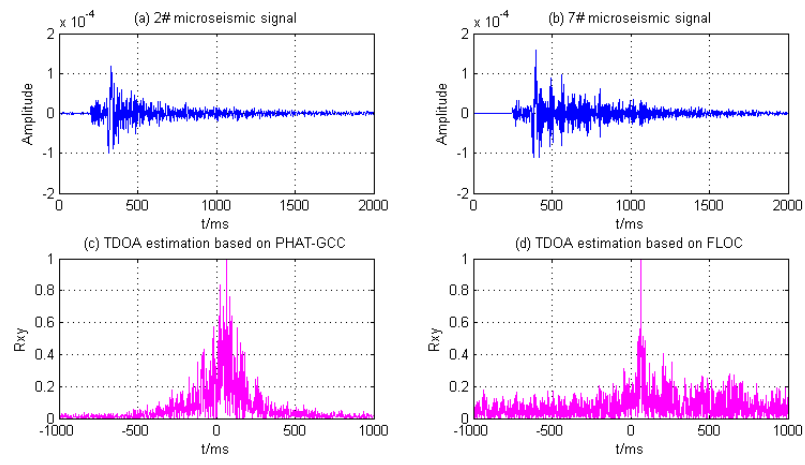 (a) 2# microseismic signal
x 10^-4
Amplitude
2
1
0
-1
-2
0 500 1000 1500 2000
t/ms
(b) 7# microseismic signal
x 10^-4
Amplitude
2
1
0
-1
-2
0 500 1000 1500 2000
t/ms
(c) TDOA estimation based on PHAT-GCC
Rxy
1
0.8
0.6
0.4
0.2
0
-1000 -500 0 500 1000
t/ms
(d) TDOA estimation based on FLOC
Rxy
1
0.8
0.6
0.4
0.2
0
-1000 -500 0 500 1000
t/ms